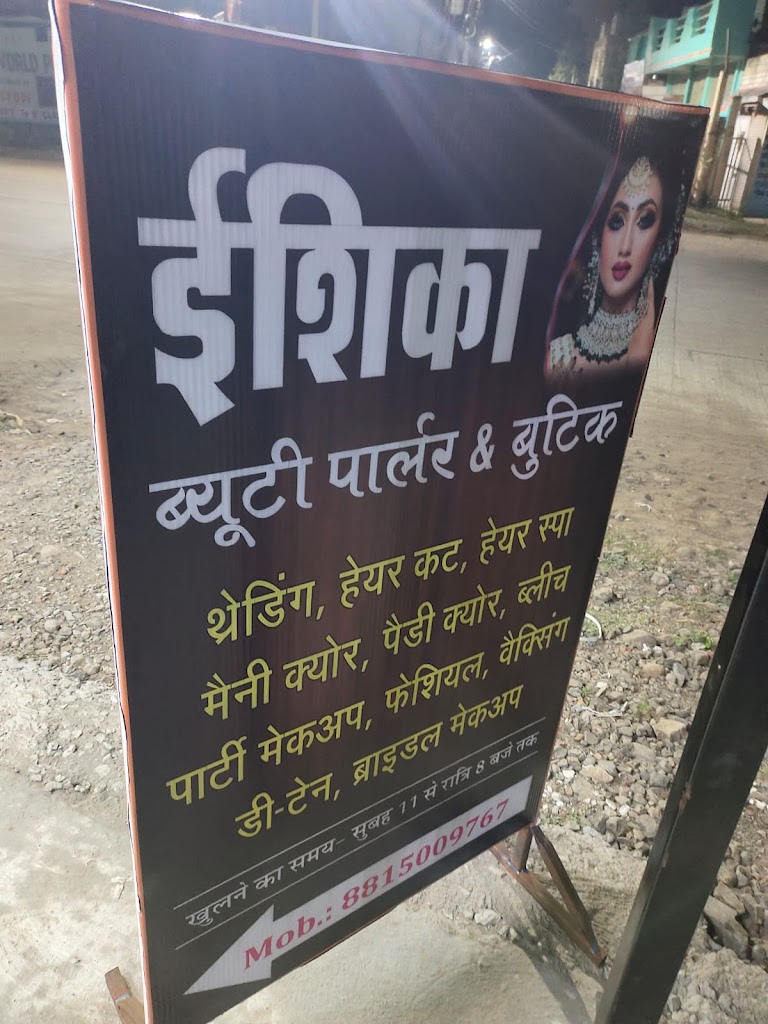 ईशिका
ब्यूटी पार्लर & बुटिक
थ्रेडिंग, हेयर कट, हेयर स्पा
मैनी क्योर, पैडी क्योर, ब्लीच
पार्टी मेकअप, फेशियल, वैक्सिंग
डी-टेन, ब्राइडल मेकअप
खुलने का समय- सुबह 11 से रात्रि 8 बजे तक
Mob.: 8815009767